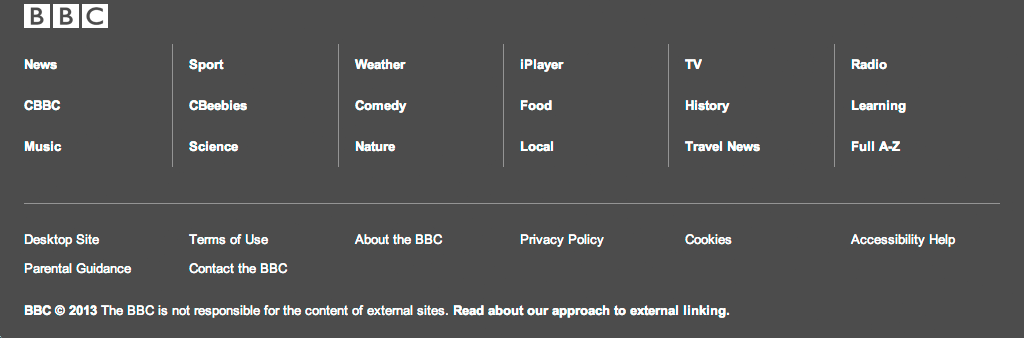 BBC
News Sport Weather iPlayer TV Radio
CBBC CBeebies Comedy Food History Learning
Music Science Nature Local Travel News Full A-Z
Desktop Site Terms of Use About the BBC Privacy Policy Cookies Accessibility Help
Parental Guidance Contact the BBC
BBC © 2013 The BBC is not responsible for the content of external sites. Read about our approach to external linking.